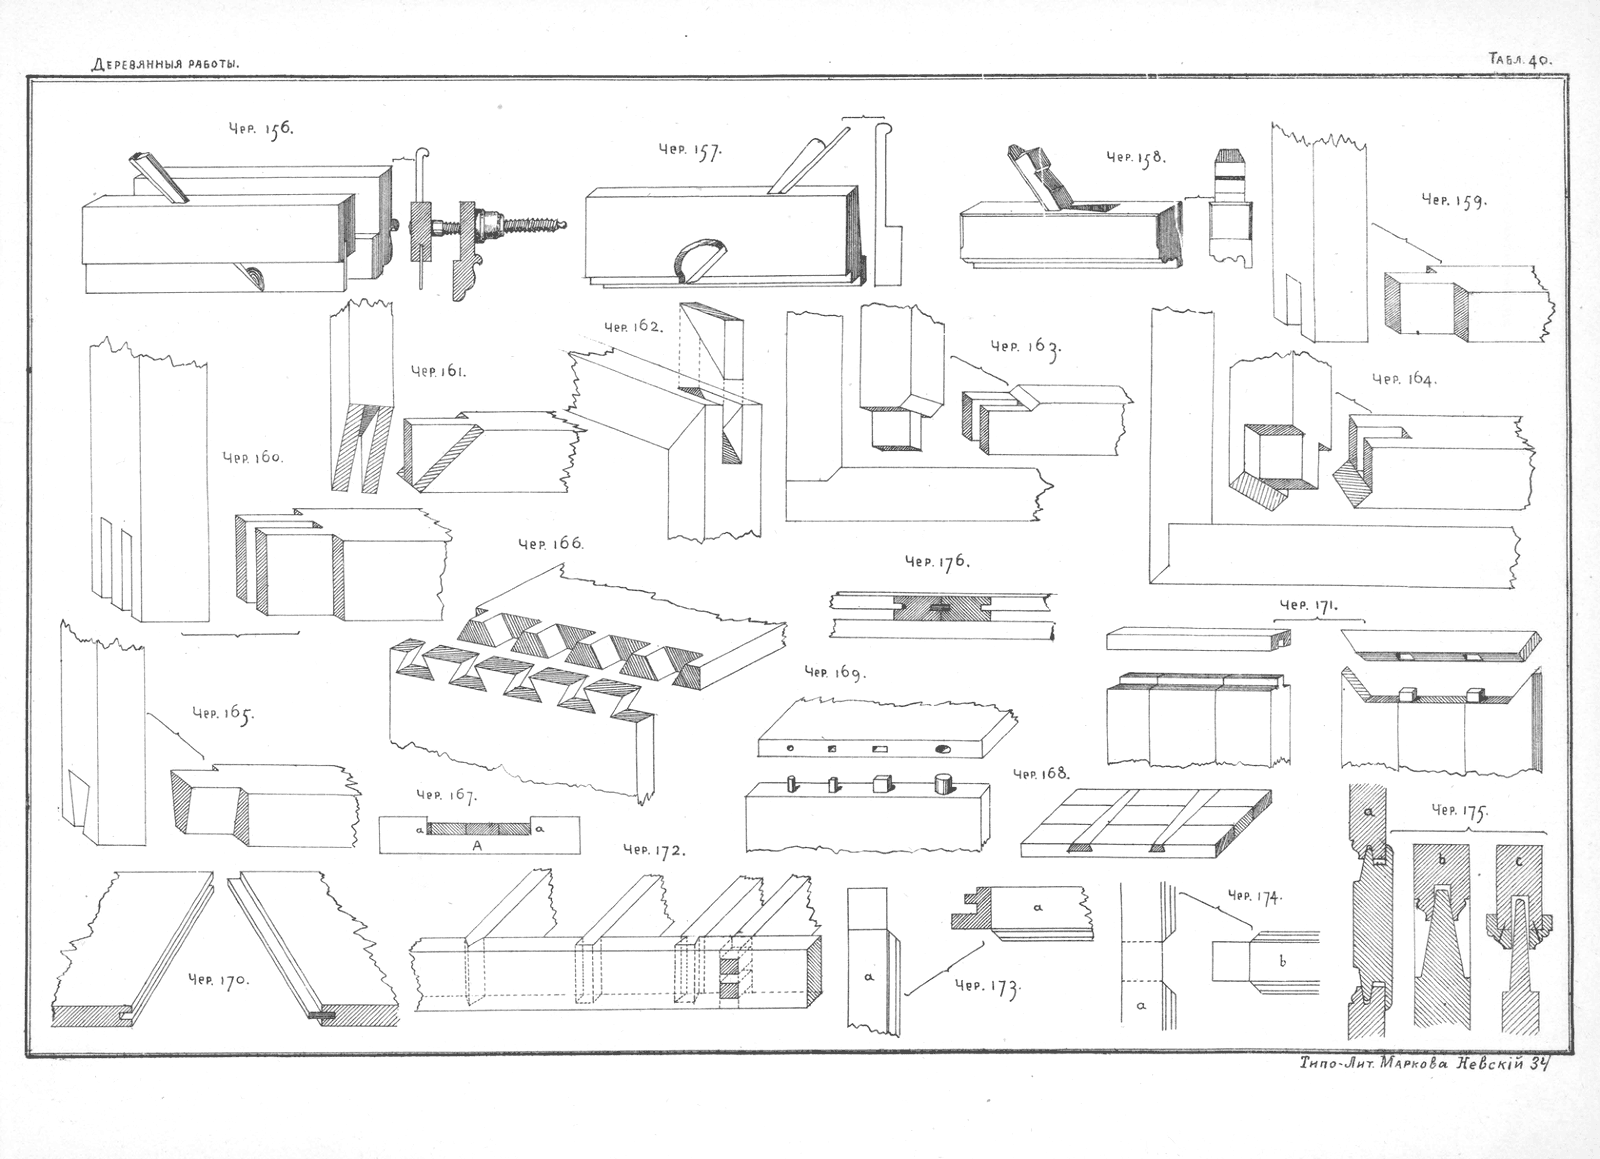 Деревянныя работы.
Табл. 40.
Чер. 156.
Чер. 157.
Чер. 158.
Чер. 159.
Чер. 160.
Чер. 161.
Чер. 162.
Чер. 163.
Чер. 164.
Чер. 166.
Чер. 176.
Чер. 171.
Чер. 165.
Чер. 169.
Чер. 167.
a a
A
Чер. 168.
Чер. 175.
a b c
Чер. 172.
Чер. 170.
a
a
Чер. 173.
Чер. 174.
a
b
Типо-Лит. Маркова Невскій 34